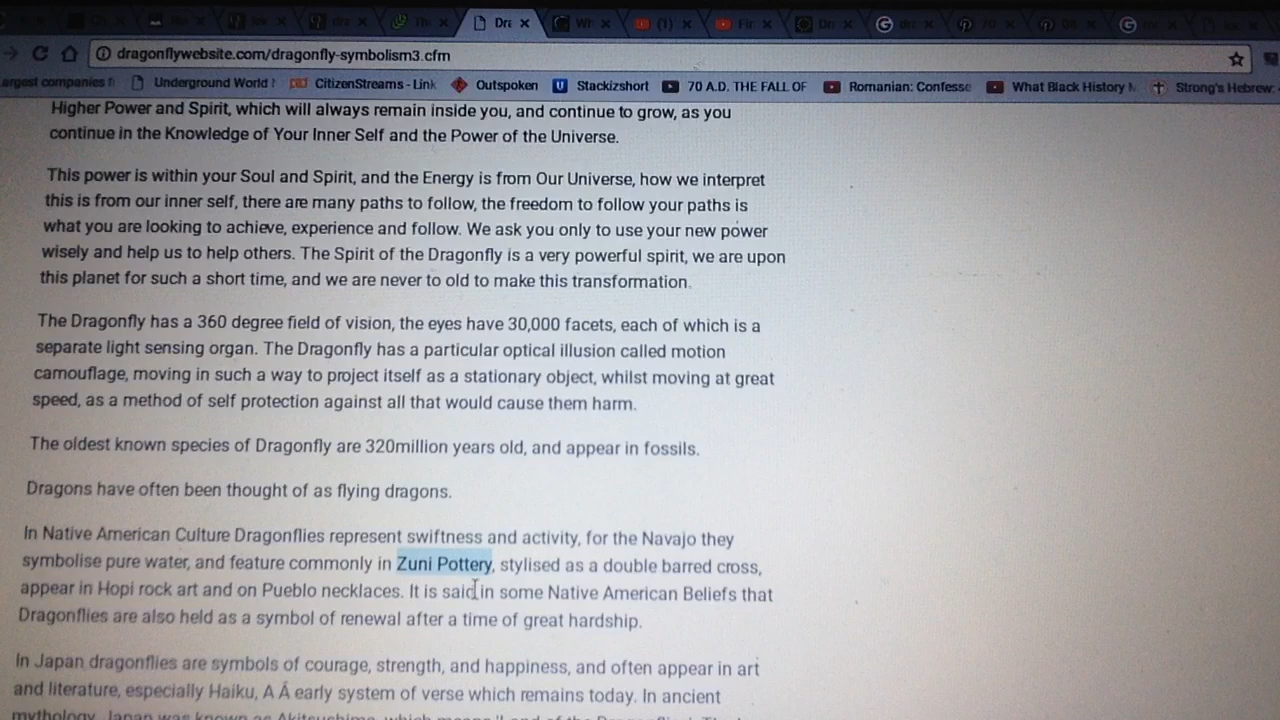 Dra
(1)
dragonflywebsite.com/dragonfly-symbolism3.cfm
argest companies
Underground World
CitizenStreams - Link
Outspoken
Stackizshort
70 A.D. THE FALL OF
Romanian: Confesse
What Black History
Strong's Hebrew:
Higher Power and Spirit, which will always remain inside you, and continue to grow, as you
continue in the Knowledge of Your Inner Self and the Power of the Universe.
This power is within your Soul and Spirit, and the Energy is from Our Universe, how we interpret
this is from our inner self, there are many paths to follow, the freedom to follow your paths is
what you are looking to achieve, experience and follow. We ask you only to use your new power
wisely and help us to help others. The Spirit of the Dragonfly is a very powerful spirit, we are upon
this planet for such a short time, and we are never to old to make this transformation.
The Dragonfly has a 360 degree field of vision, the eyes have 30,000 facets, each of which is a
separate light sensing organ. The Dragonfly has a particular optical illusion called motion
camouflage, moving in such a way to project itself as a stationary object, whilst moving at great
speed, as a method of self protection against all that would cause them harm.
The oldest known species of Dragonfly are 320million years old, and appear in fossils.
Dragons have often been thought of as flying dragons.
In Native American Culture Dragonflies represent swiftness and activity, for the Navajo they
symbolise pure water, and feature commonly in Zuni Pottery, stylised as a double barred cross,
appear in Hopi rock art and on Pueblo necklaces. It is said in some Native American Beliefs that
Dragonflies are also held as a symbol of renewal after a time of great hardship.
In Japan dragonflies are symbols of courage, strength, and happiness, and often appear in art
and literature, especially Haiku, A Â early system of verse which remains today. In ancient
mythology, Japan was known as Akitsushima, which means "Land of the Dragonflies". The